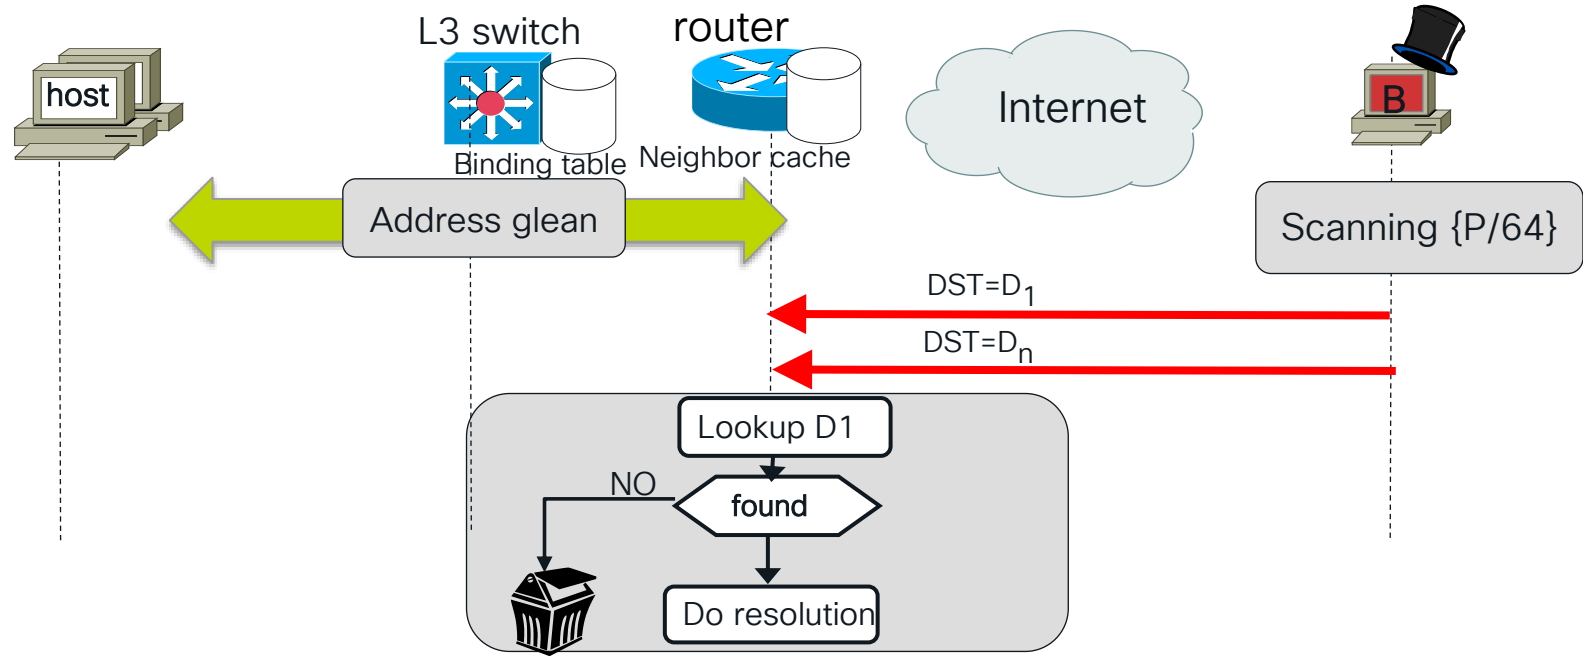 L3 switch
router
host
Internet
B
Binding table
Neighbor cache
Address glean
Scanning {P/64}
DST=D1
DST=Dn
Lookup D1
NO
found
Do resolution